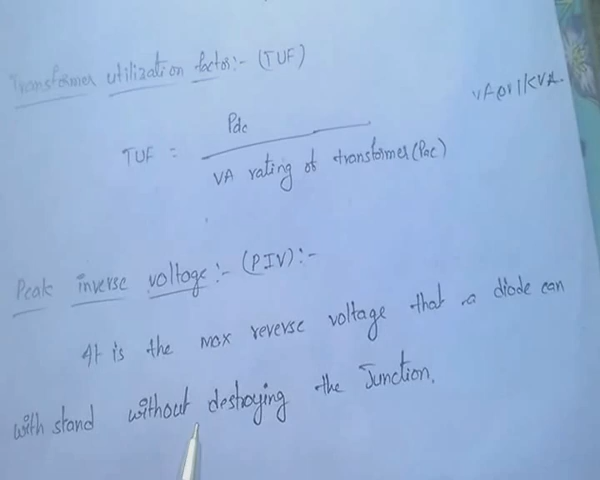 Transformer utilization factor:- (TUF)
VA or KVA.
Pdc
TUF =
VA rating of transformer (Pac)
Peak inverse voltage:- (PIV):-
It is the max reverse voltage that a diode can
with stand without destroying the Junction.